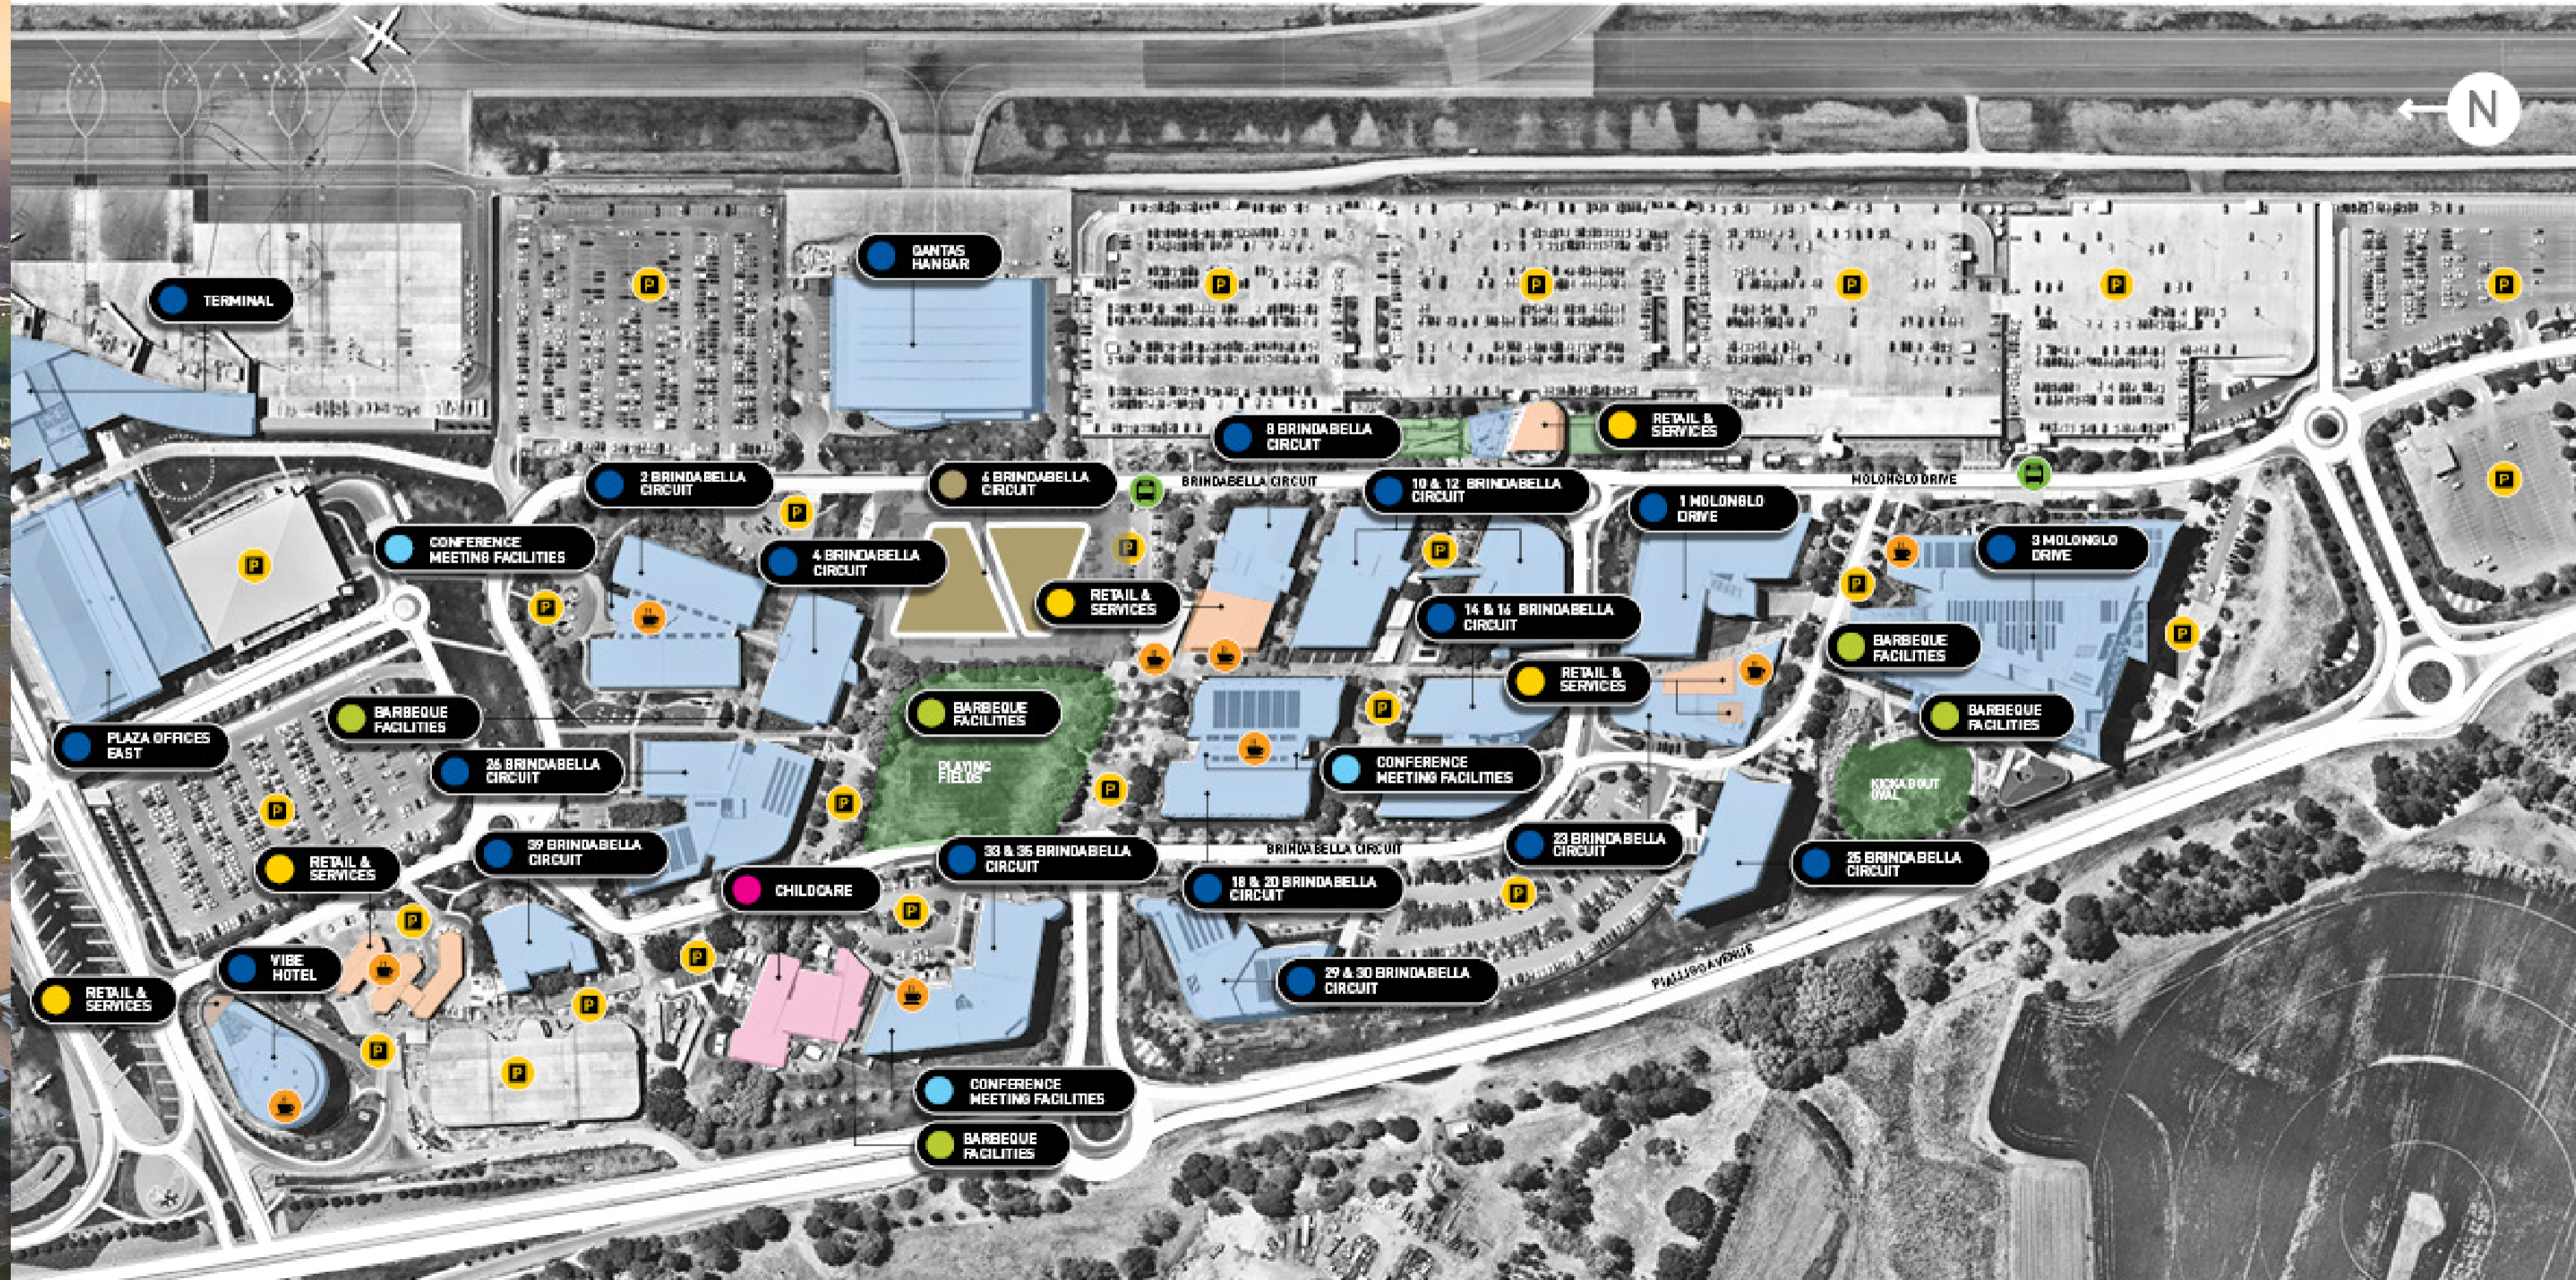 N
QANTAS
HANGAR
TERMINAL
P
P
P
P
P
P
8 BRINDABELLA
CIRCUIT
RETAIL &
SERVICES
2 BRINDABELLA
CIRCUIT
6 BRINDABELLA
CIRCUIT
BRINDABELLA CIRCUIT
10 & 12 BRINDABELLA
CIRCUIT
MOLONGLO DRIVE
P
1 MOLONGLO
DRIVE
P
CONFERENCE
MEETING FACILITIES
4 BRINDABELLA
CIRCUIT
P
P
3 MOLONGLO
DRIVE
P
P
P
RETAIL &
SERVICES
14 & 16 BRINDABELLA
CIRCUIT
P
BARBEQUE
FACILITIES
RETAIL &
SERVICES
BARBEQUE
FACILITIES
BARBEQUE
FACILITIES
P
BARBEQUE
FACILITIES
PLAZA OFFICES
EAST
26 BRINDABELLA
CIRCUIT
PLAYING
FIELDS
CONFERENCE
MEETING FACILITIES
KICKABOUT
OVAL
P
P
P
39 BRINDABELLA
CIRCUIT
33 & 35 BRINDABELLA
CIRCUIT
BRINDABELLA CIRCUIT
23 BRINDABELLA
CIRCUIT
25 BRINDABELLA
CIRCUIT
RETAIL &
SERVICES
CHILDCARE
18 & 20 BRINDABELLA
CIRCUIT
P
P
P
VIBE
HOTEL
P
PIALLIGO AVENUE
29 & 30 BRINDABELLA
CIRCUIT
RETAIL &
SERVICES
P
P
P
CONFERENCE
MEETING FACILITIES
BARBEQUE
FACILITIES